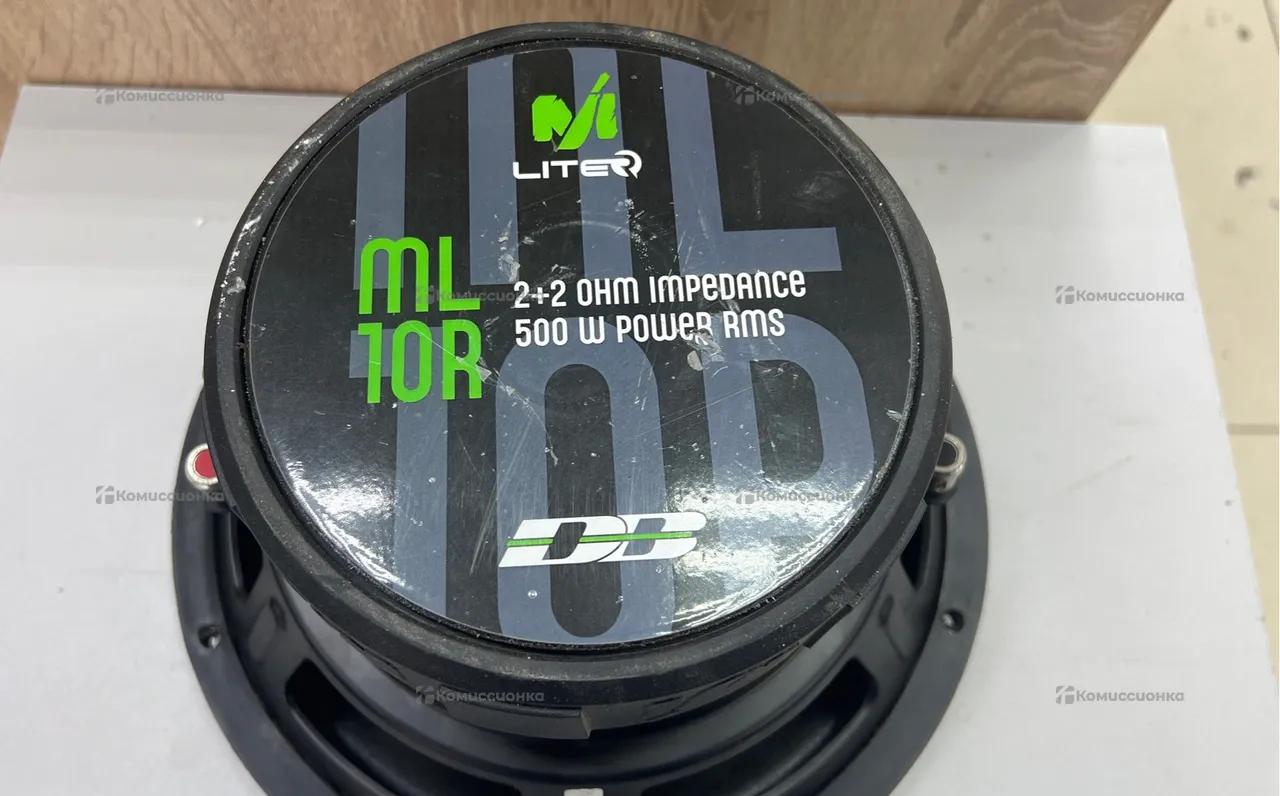 Комиссионка
Комиссионка
LITER
ML
10R
2+2 OHM IMPEDANCE
500 W POWER RMS
Комиссионка
Комиссионка
Комиссионка
Комиссионка
DB
Комиссионка
Комиссионка